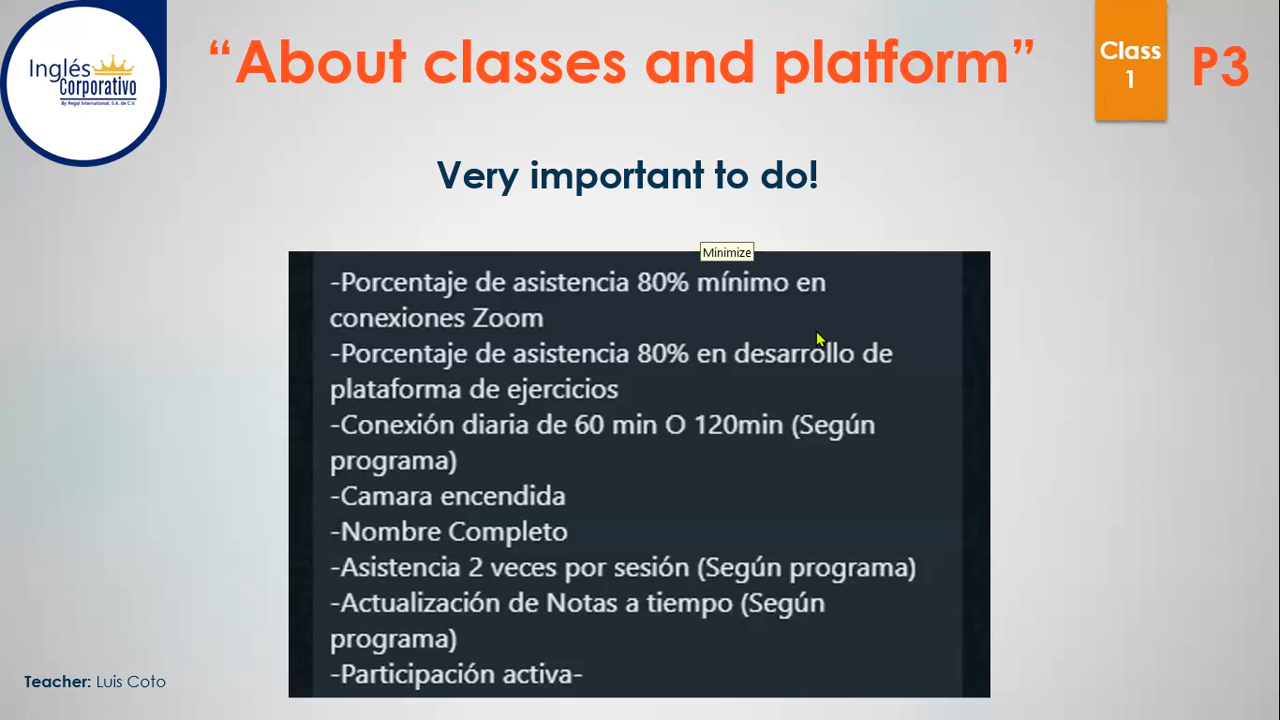 Inglés
Corporativo
By Regal International, S.A. de C.V.
“About classes and platform”
Class
1
P3
Very important to do!
Minimize
-Porcentaje de asistencia 80% mínimo en
conexiones Zoom
-Porcentaje de asistencia 80% en desarrollo de
plataforma de ejercicios
-Conexión diaria de 60 min O 120min (Según
programa)
-Camara encendida
-Nombre Completo
-Asistencia 2 veces por sesión (Según programa)
-Actualización de Notas a tiempo (Según
programa)
-Participación activa-
Teacher: Luis Coto